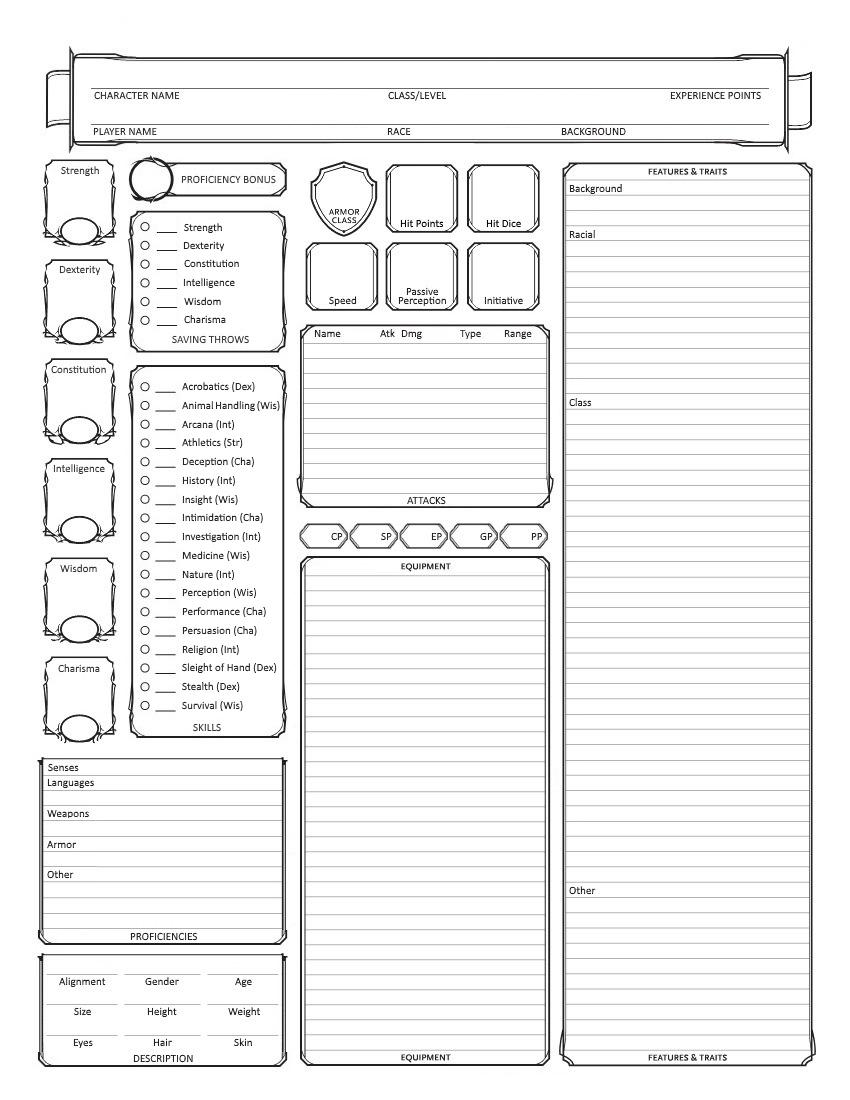 CHARACTER NAME CLASS/LEVEL EXPERIENCE POINTS
PLAYER NAME RACE BACKGROUND
Strength
Dexterity
Constitution
Intelligence
Wisdom
Charisma
PROFICIENCY BONUS
Strength
Dexterity
Constitution
Intelligence
Wisdom
Charisma
SAVING THROWS
Acrobatics (Dex)
Animal Handling (Wis)
Arcana (Int)
Athletics (Str)
Deception (Cha)
History (Int)
Insight (Wis)
Intimidation (Cha)
Investigation (Int)
Medicine (Wis)
Nature (Int)
Perception (Wis)
Performance (Cha)
Persuasion (Cha)
Religion (Int)
Sleight of Hand (Dex)
Stealth (Dex)
Survival (Wis)
SKILLS
Senses
Languages
Weapons
Armor
Other
PROFICIENCIES
Alignment Gender Age
Size Height Weight
Eyes Hair Skin
DESCRIPTION
ARMOR
CLASS
Hit Points
Hit Dice
Speed
Passive
Perception
Initiative
Name Atk Dmg Type Range
ATTACKS
CP SP EP GP PP
EQUIPMENT
EQUIPMENT
FEATURES & TRAITS
Background
Racial
Class
Other
FEATURES & TRAITS